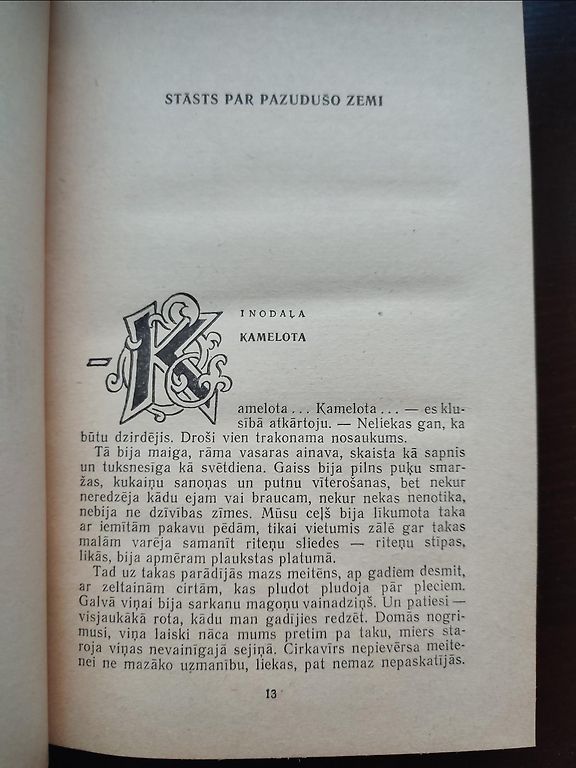 STĀSTS PAR PAZUDUŠO ZEMI
I NODAĻA
KAMELOTA
— Kamelota... Kamelota... — es klu-
sībā atkārtoju. — Neliekas gan, ka
būtu dzirdējis. Droši vien trakonama nosaukums.
Tā bija maiga, rāma vasaras ainava, skaista kā sapnis
un tuksnesīga kā svētdiena. Gaiss bija pilns puķu smar-
žas, kukaiņu sanoņas un putnu vīterošanas, bet nekur
neredzēja kādu ejam vai braucam, nekur nekas nenotika,
nebija ne dzīvības zīmes. Mūsu ceļš bija līkumota taka
ar iemītām pakavu pēdām, tikai vietumis zālē gar takas
malām varēja samanīt riteņu sliedes — riteņu stīpas,
likās, bija apmēram plaukstas platumā.
Tad uz takas parādījās mazs meitēns, ap gadiem desmit,
ar zeltainām cirtām, kas plūdot plūdoja pār pleciem.
Galvā viņai bija sarkanu magoņu vainadziņš. Un patiesi —
visjaukākā rota, kādu man gadījies redzēt. Domās nogri-
musi, viņa laiski nāca mums pretim pa taku, miers sta-
roja viņas nevainīgajā sejiņā. Cirkavīrs nepievērsa meite-
nei ne mazāko uzmanību, liekas, pat nemaz nepaskatījās.
13